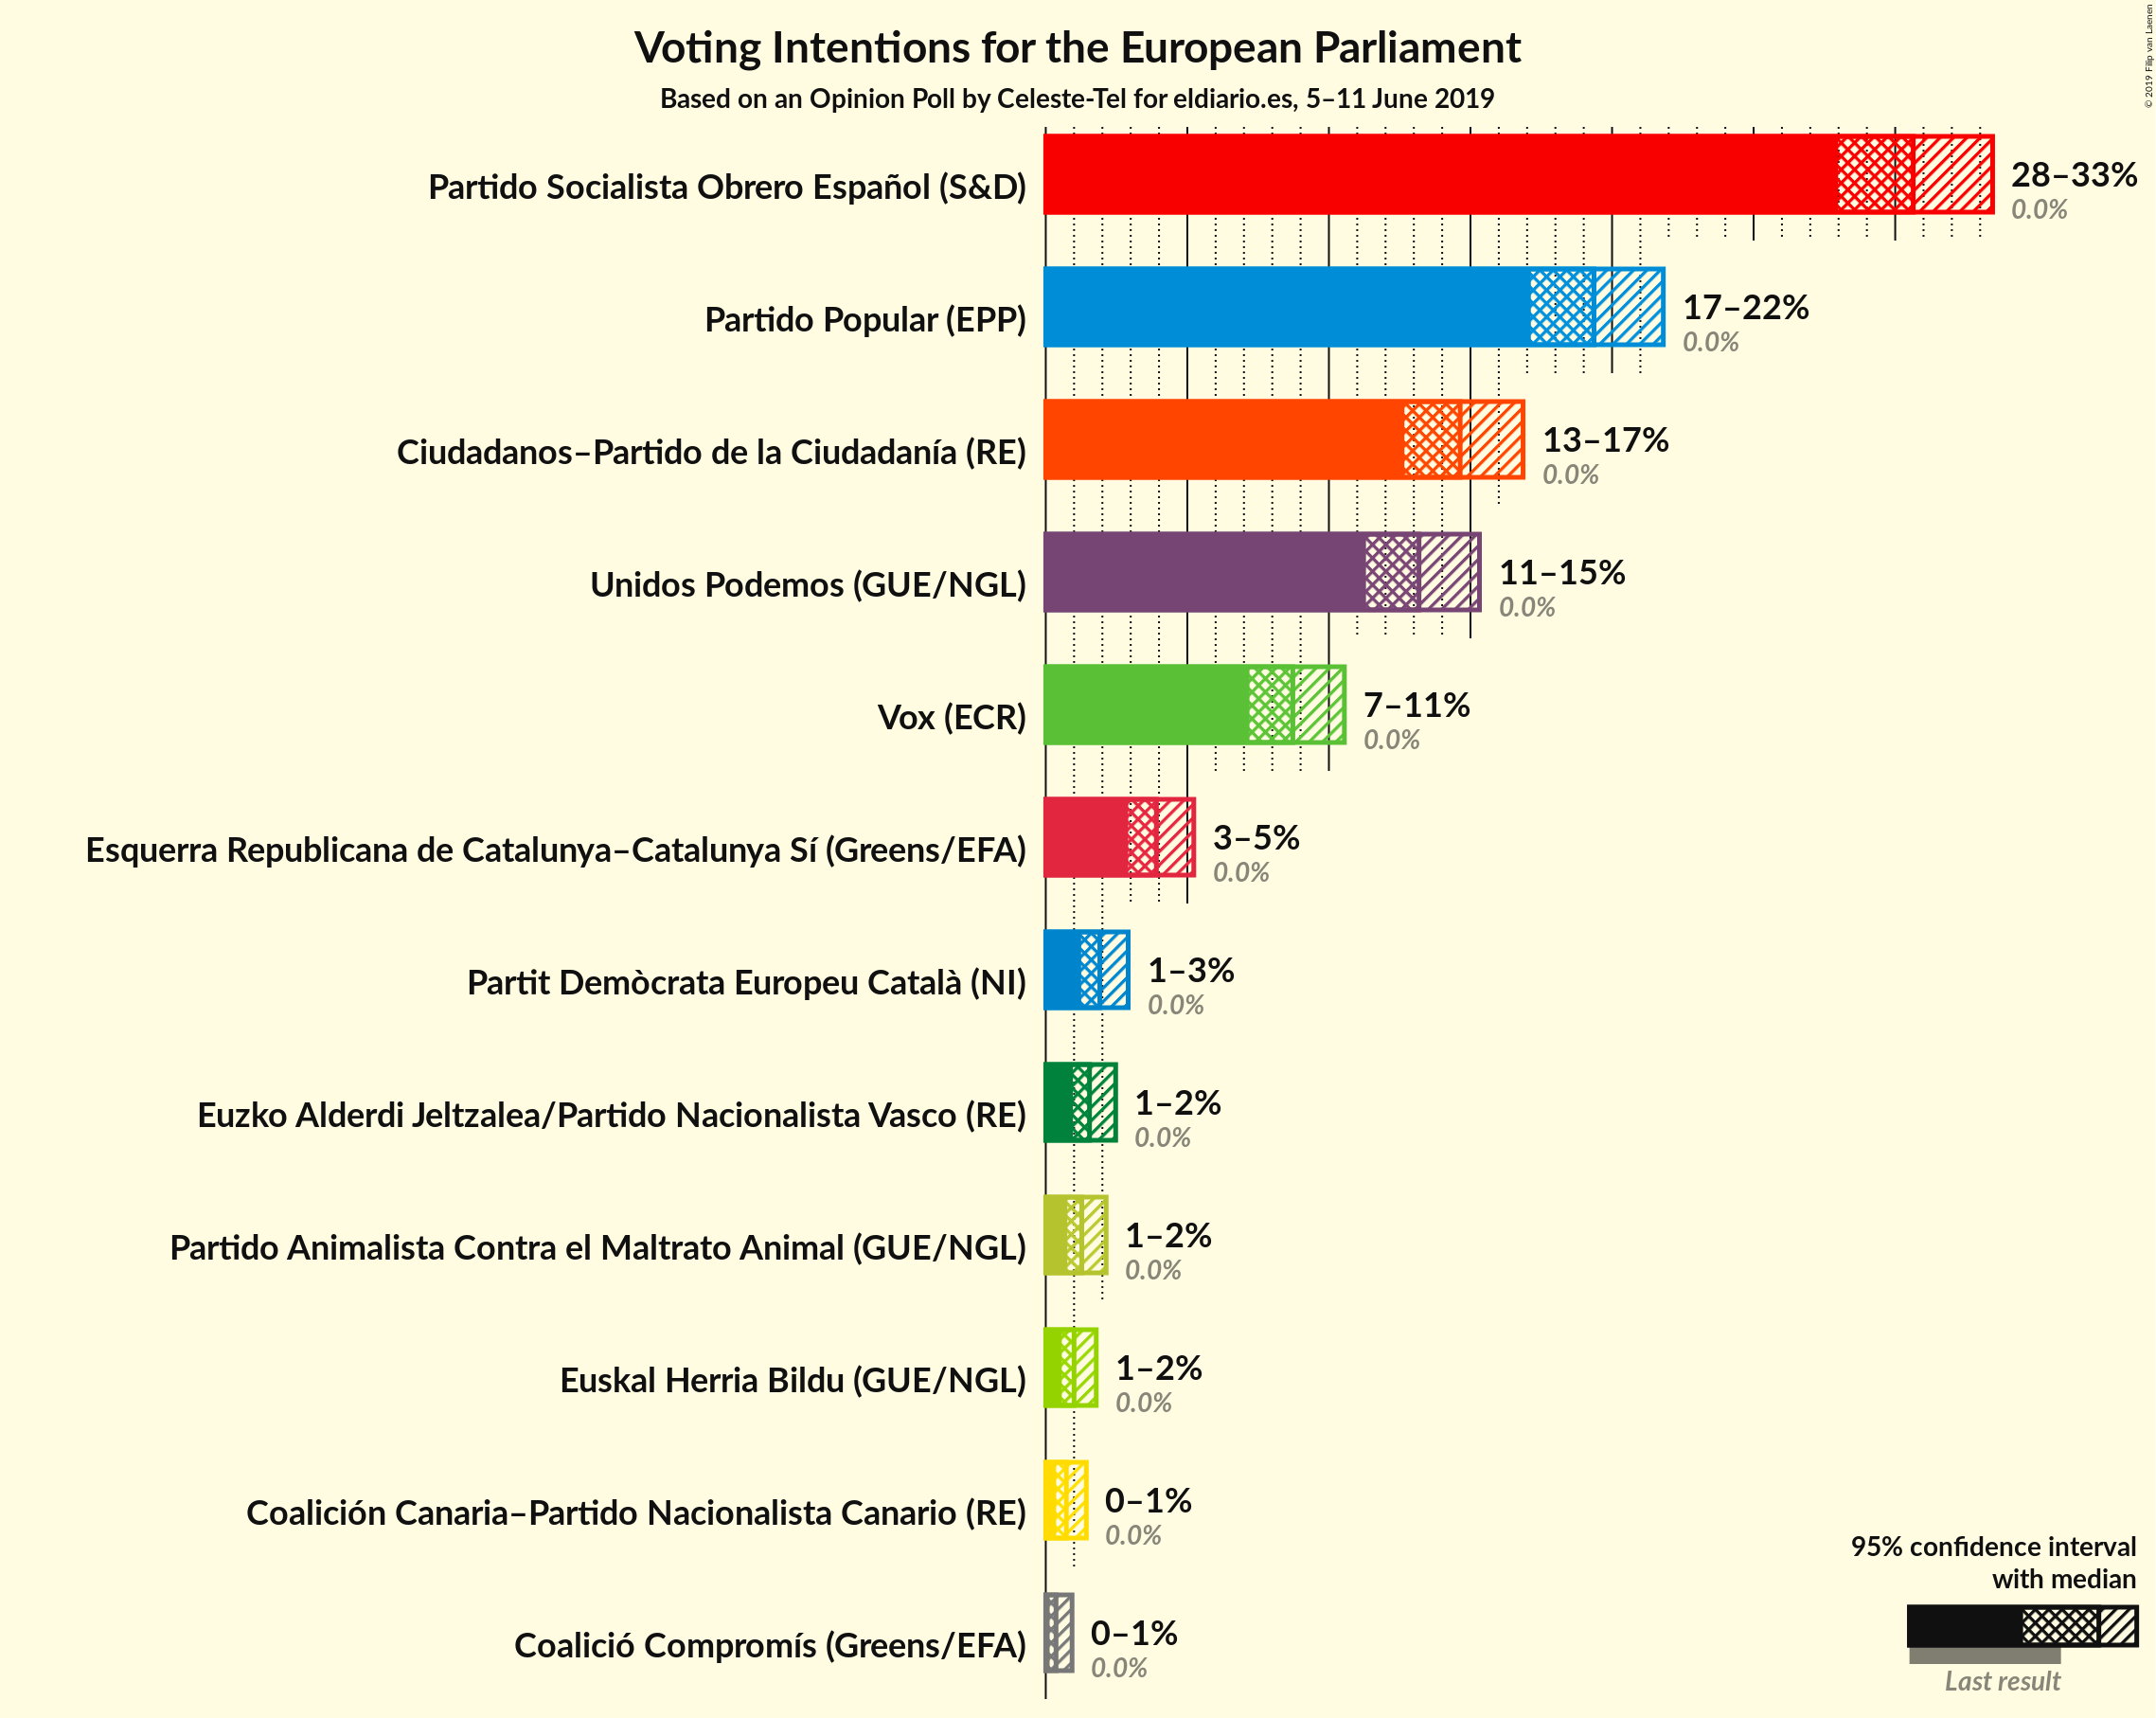 Voting Intentions for the European Parliament
Based on an Opinion Poll by Celeste-Tel for eldiario.es, 5–11 June 2019
© 2019 Filip van Laenen
Partido Socialista Obrero Español (S&D)
28–33%
0.0%
Partido Popular (EPP)
17–22%
0.0%
Ciudadanos–Partido de la Ciudadanía (RE)
13–17%
0.0%
Unidos Podemos (GUE/NGL)
11–15%
0.0%
Vox (ECR)
7–11%
0.0%
Esquerra Republicana de Catalunya–Catalunya Sí (Greens/EFA)
3–5%
0.0%
Partit Demòcrata Europeu Català (NI)
1–3%
0.0%
Euzko Alderdi Jeltzalea/Partido Nacionalista Vasco (RE)
1–2%
0.0%
Partido Animalista Contra el Maltrato Animal (GUE/NGL)
1–2%
0.0%
Euskal Herria Bildu (GUE/NGL)
1–2%
0.0%
Coalición Canaria–Partido Nacionalista Canario (RE)
0–1%
0.0%
Coalició Compromís (Greens/EFA)
0–1%
0.0%
95% confidence interval
with median
Last result